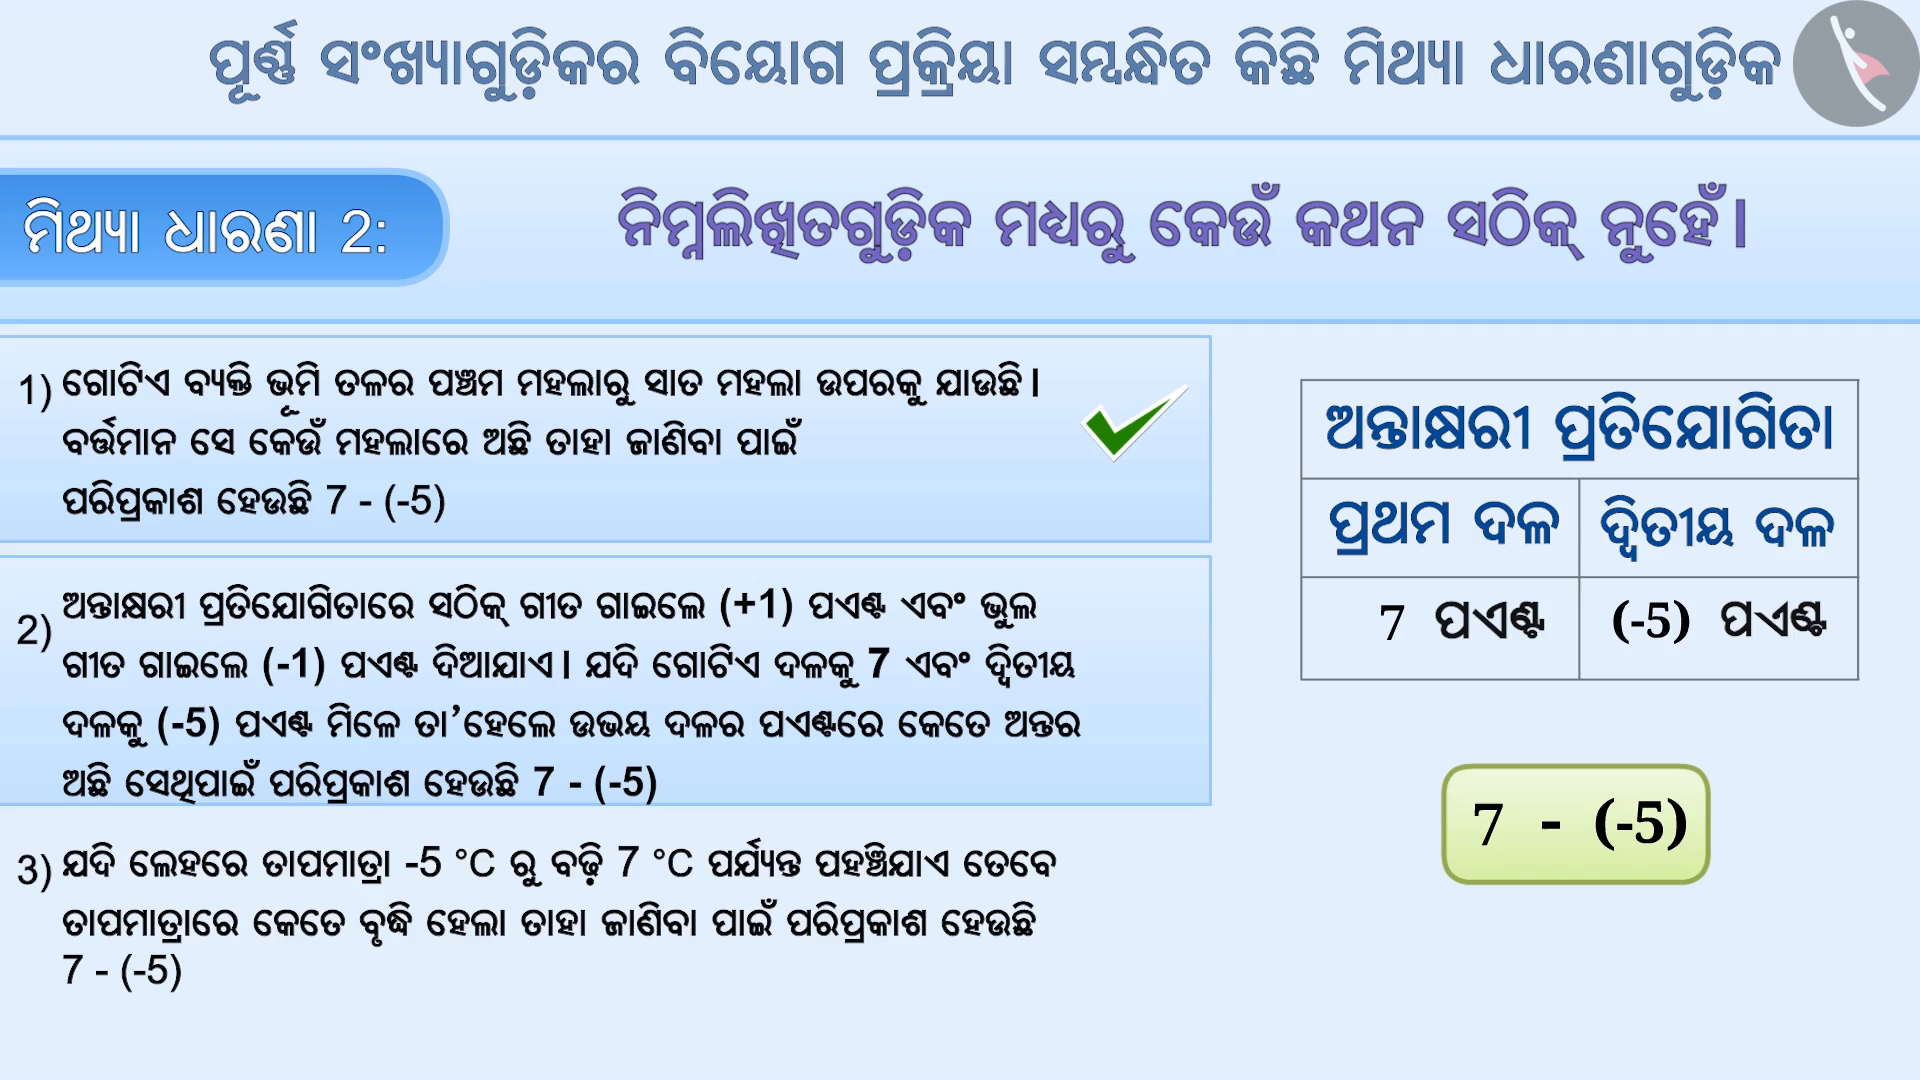 ପୂର୍ଣ୍ଣ ସଂଖ୍ୟାଗୁଡ଼ିକର ବିୟୋଗ ପ୍ରକ୍ରିୟା ସମ୍ବନ୍ଧିତ କିଛି ମିଥ୍ୟା ଧାରଣାଗୁଡ଼ିକ
ମିଥ୍ୟା ଧାରଣା 2:
ନିମ୍ନଲିଖିତଗୁଡ଼ିକ ମଧ୍ୟରୁ କେଉଁ କଥନ ସଠିକ୍ ନୁହେଁ।
1) ଗୋଟିଏ ବ୍ୟକ୍ତି ଭୂମି ତଳର ପଞ୍ଚମ ମହଲାରୁ ସାତ ମହଲା ଉପରକୁ ଯାଉଛି।
ବର୍ତ୍ତମାନ ସେ କେଉଁ ମହଲାରେ ଅଛି ତାହା ଜାଣିବା ପାଇଁ
ପରିପ୍ରକାଶ ହେଉଛି 7 - (-5)
2) ଅନ୍ତାକ୍ଷରୀ ପ୍ରତିଯୋଗିତାରେ ସଠିକ୍ ଗୀତ ଗାଇଲେ (+1) ପଏଣ୍ଟ ଏବଂ ଭୁଲ
ଗୀତ ଗାଇଲେ (-1) ପଏଣ୍ଟ ଦିଆଯାଏ। ଯଦି ଗୋଟିଏ ଦଳକୁ 7 ଏବଂ ଦ୍ୱିତୀୟ
ଦଳକୁ (-5) ପଏଣ୍ଟ ମିଳେ ତା’ହେଲେ ଉଭୟ ଦଳର ପଏଣ୍ଟରେ କେତେ ଅନ୍ତର
ଅଛି ସେଥିପାଇଁ ପରିପ୍ରକାଶ ହେଉଛି 7 - (-5)
3) ଯଦି ଲେହରେ ତାପମାତ୍ରା -5 °C ରୁ ବଢ଼ି 7 °C ପର୍ଯ୍ୟନ୍ତ ପହଞ୍ଚିଯାଏ ତେବେ
ତାପମାତ୍ରାରେ କେତେ ବୃଦ୍ଧି ହେଲା ତାହା ଜାଣିବା ପାଇଁ ପରିପ୍ରକାଶ ହେଉଛି
7 - (-5)
ଅନ୍ତାକ୍ଷରୀ ପ୍ରତିଯୋଗିତା
ପ୍ରଥମ ଦଳ ଦ୍ୱିତୀୟ ଦଳ
7 ପଏଣ୍ଟ (-5) ପଏଣ୍ଟ
7 - (-5)